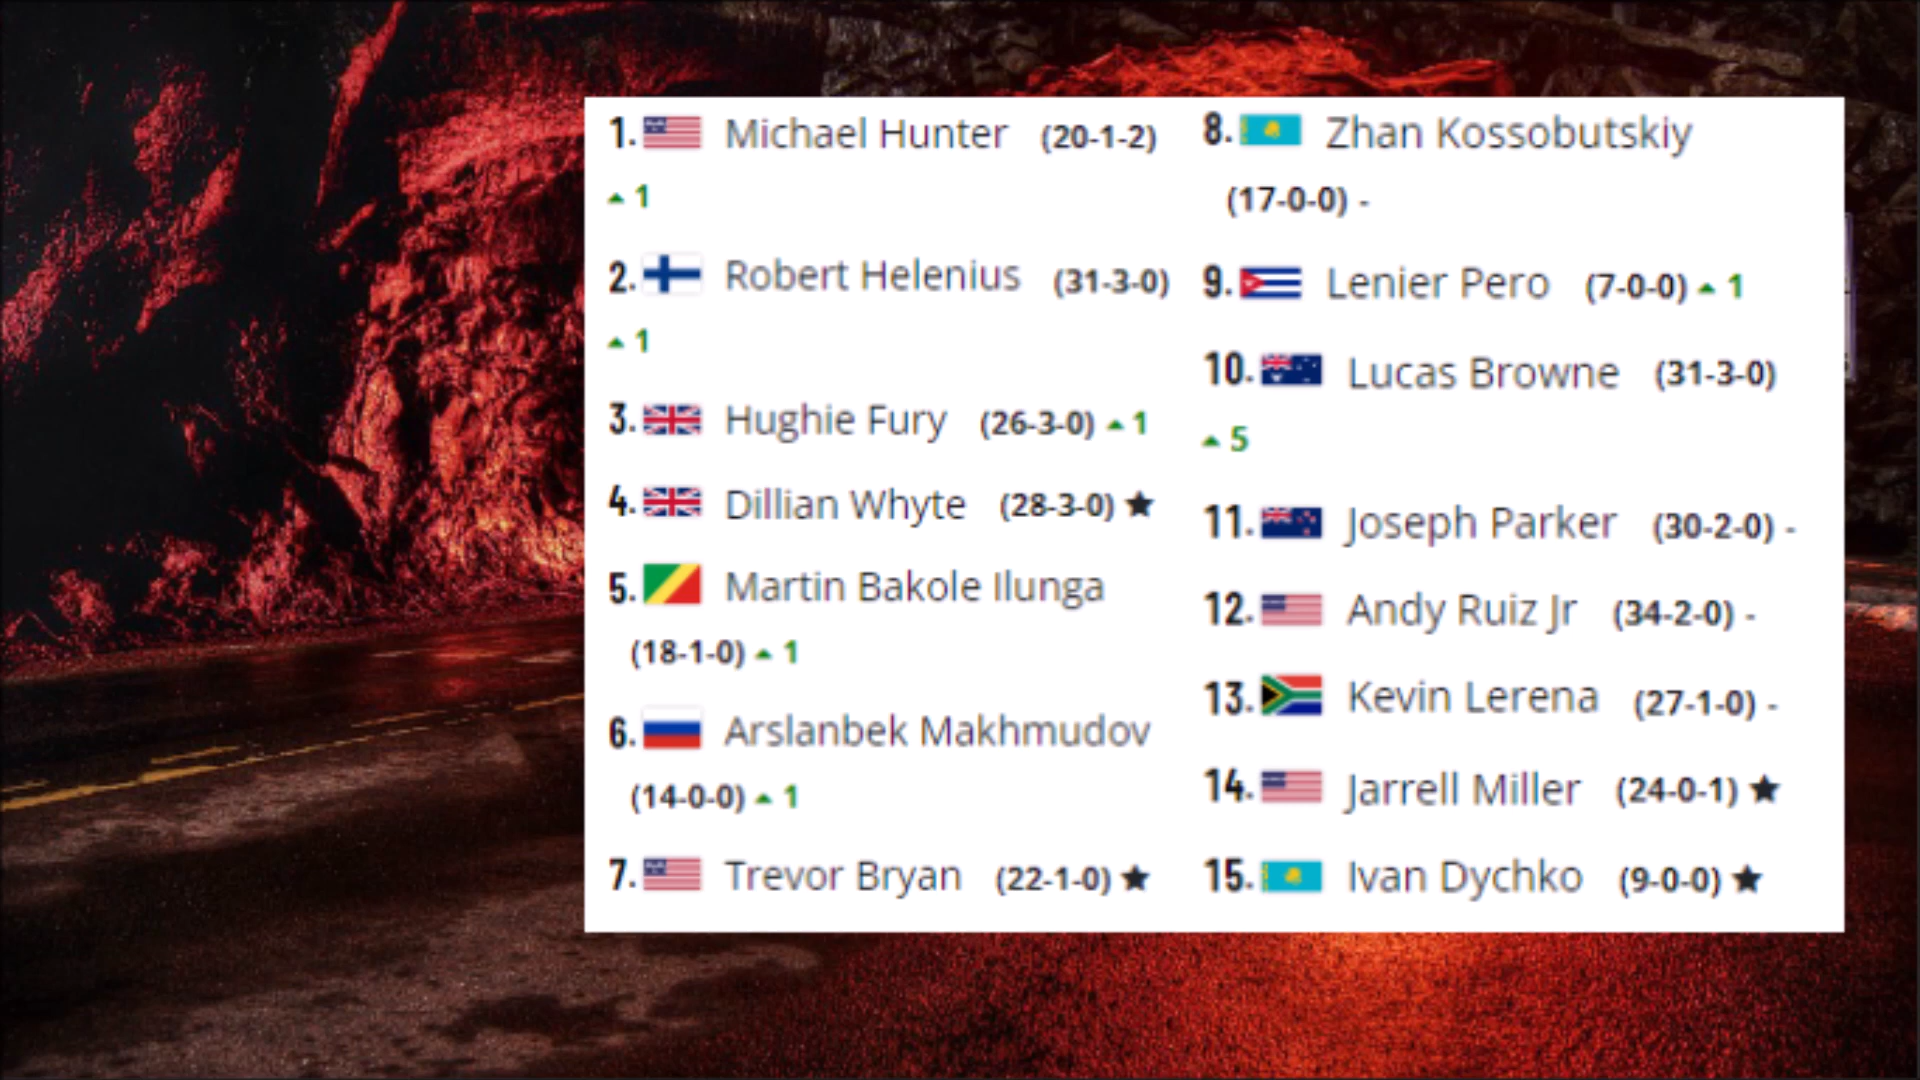 1. Michael Hunter (20-1-2)
▲ 1
2. Robert Helenius (31-3-0)
▲ 1
3. Hughie Fury (26-3-0) ▲ 1
4. Dillian Whyte (28-3-0) ★
5. Martin Bakole Ilunga
(18-1-0) ▲ 1
6. Arslanbek Makhmudov
(14-0-0) ▲ 1
7. Trevor Bryan (22-1-0) ★
8. Zhan Kossobutskiy
(17-0-0) -
9. Lenier Pero (7-0-0) ▲ 1
10. Lucas Browne (31-3-0)
▲ 5
11. Joseph Parker (30-2-0) -
12. Andy Ruiz Jr (34-2-0) -
13. Kevin Lerena (27-1-0) -
14. Jarrell Miller (24-0-1) ★
15. Ivan Dychko (9-0-0) ★